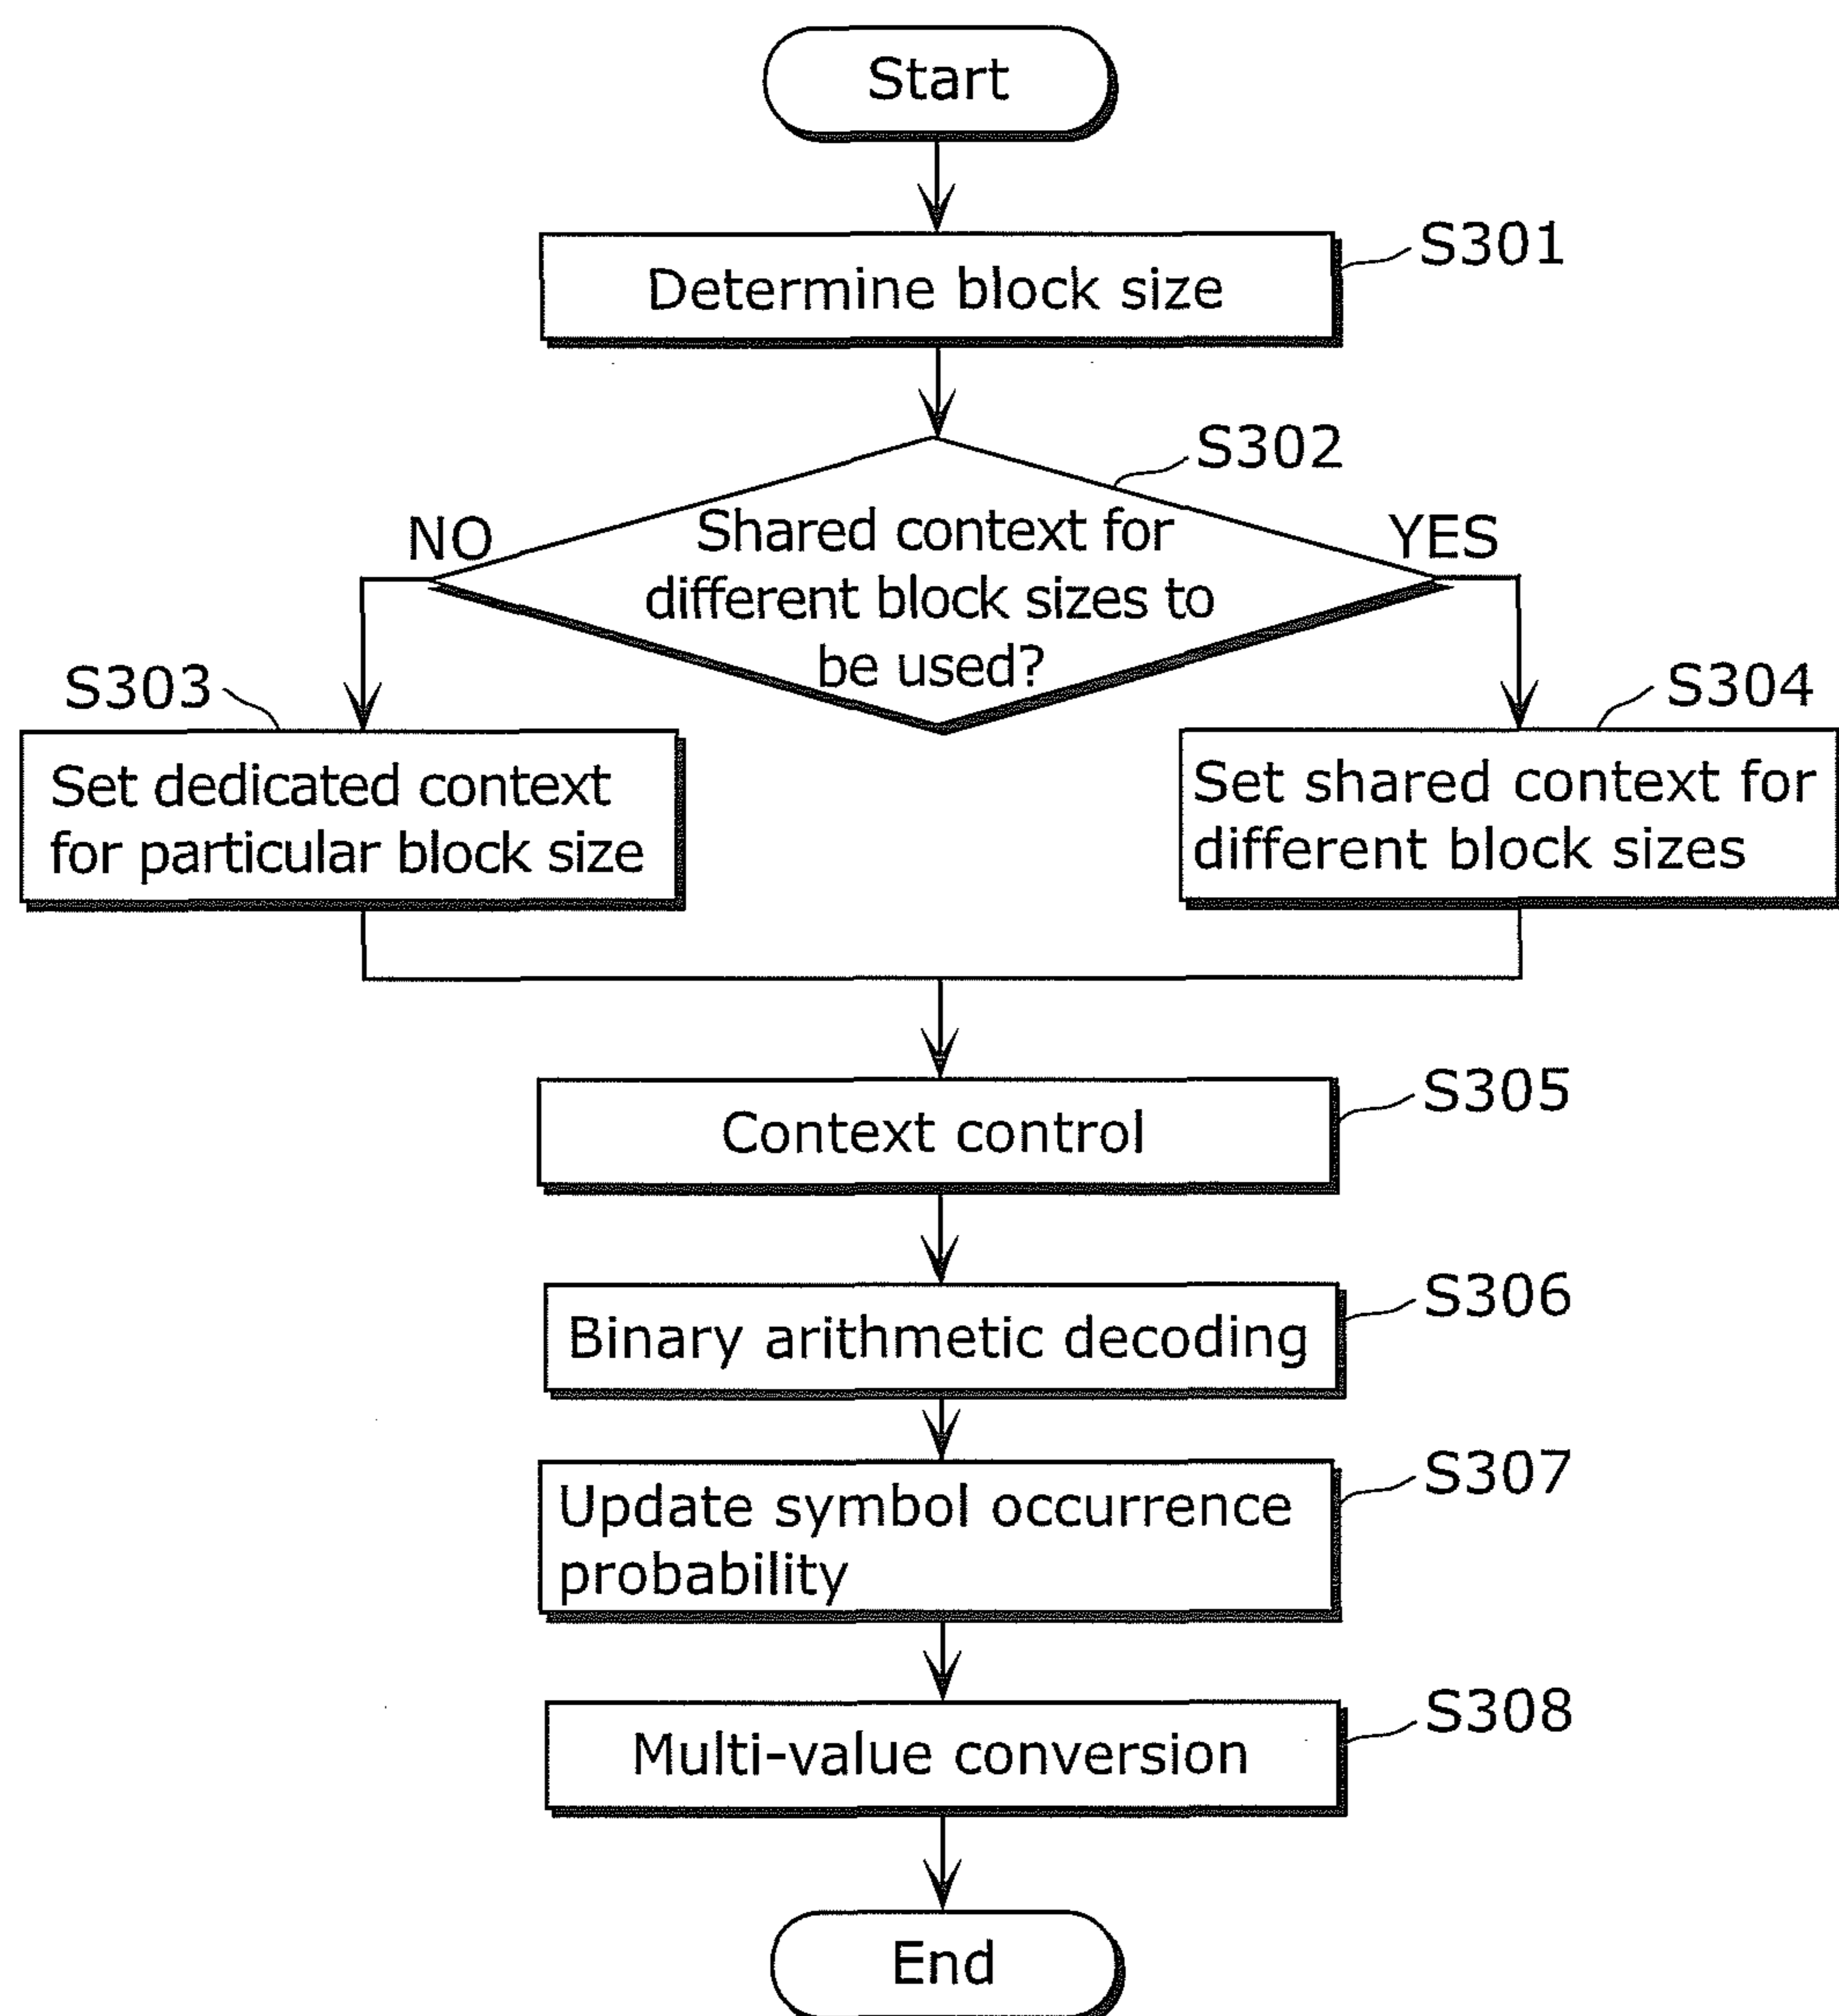 Start
S301
Determine block size
S302
NO
YES
Shared context for
different block sizes to
be used?
S303
Set dedicated context
for particular block size
S304
Set shared context for
different block sizes
S305
Context control
S306
Binary arithmetic decoding
S307
Update symbol occurrence
probability
S308
Multi-value conversion
End